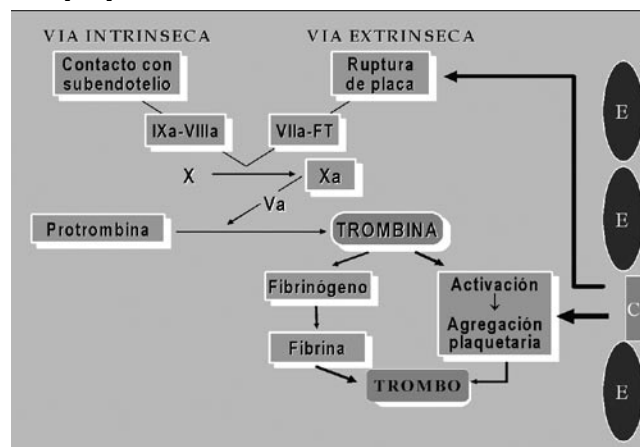 VIA INTRINSECA
VIA EXTRINSECA
Contacto con
subendotelio
Ruptura
de placa
IXa-VIIIa
VIIa-FT
X
Xa
Va
Protrombina
TROMBINA
Fibrinógeno
Activación
↓
Agregación
plaquetaria
Fibrina
TROMBO
E
E
C
E